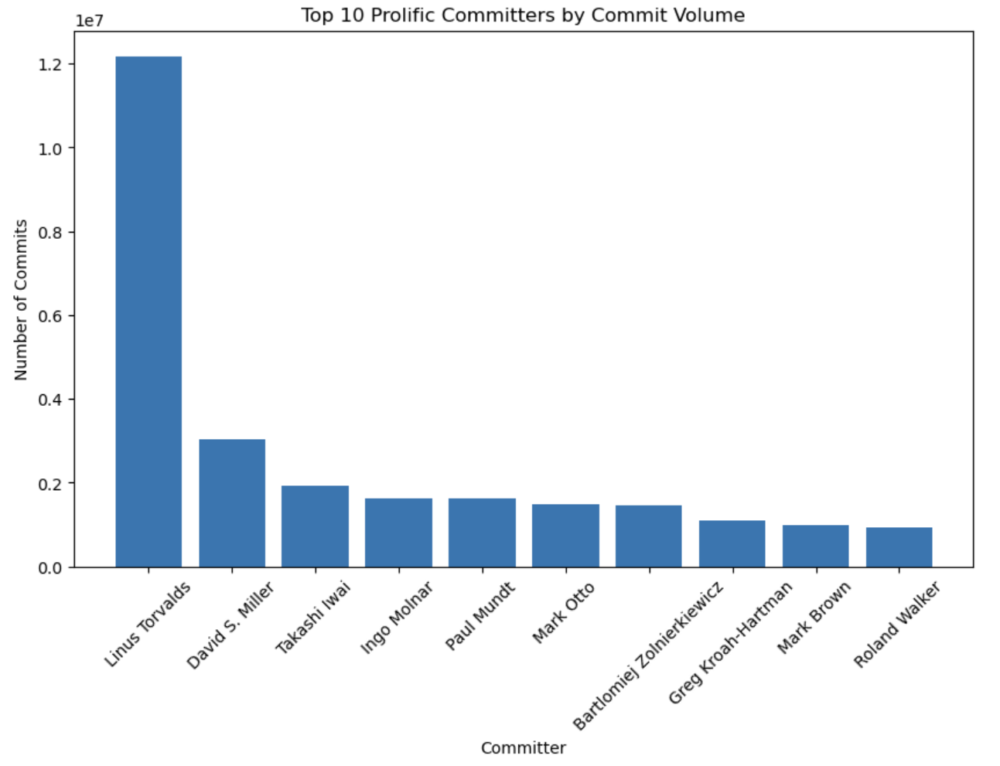 Top 10 Prolific Committers by Commit Volume
1e7
1.2
1.0
0.8
0.6
0.4
0.2
0.0
Number of Commits
Linus Torvalds
David S. Miller
Takashi Iwai
Ingo Molnar
Paul Mundt
Mark Otto
Bartlomiej Zolnierkiewicz
Greg Kroah-Hartman
Mark Brown
Roland Walker
Committer